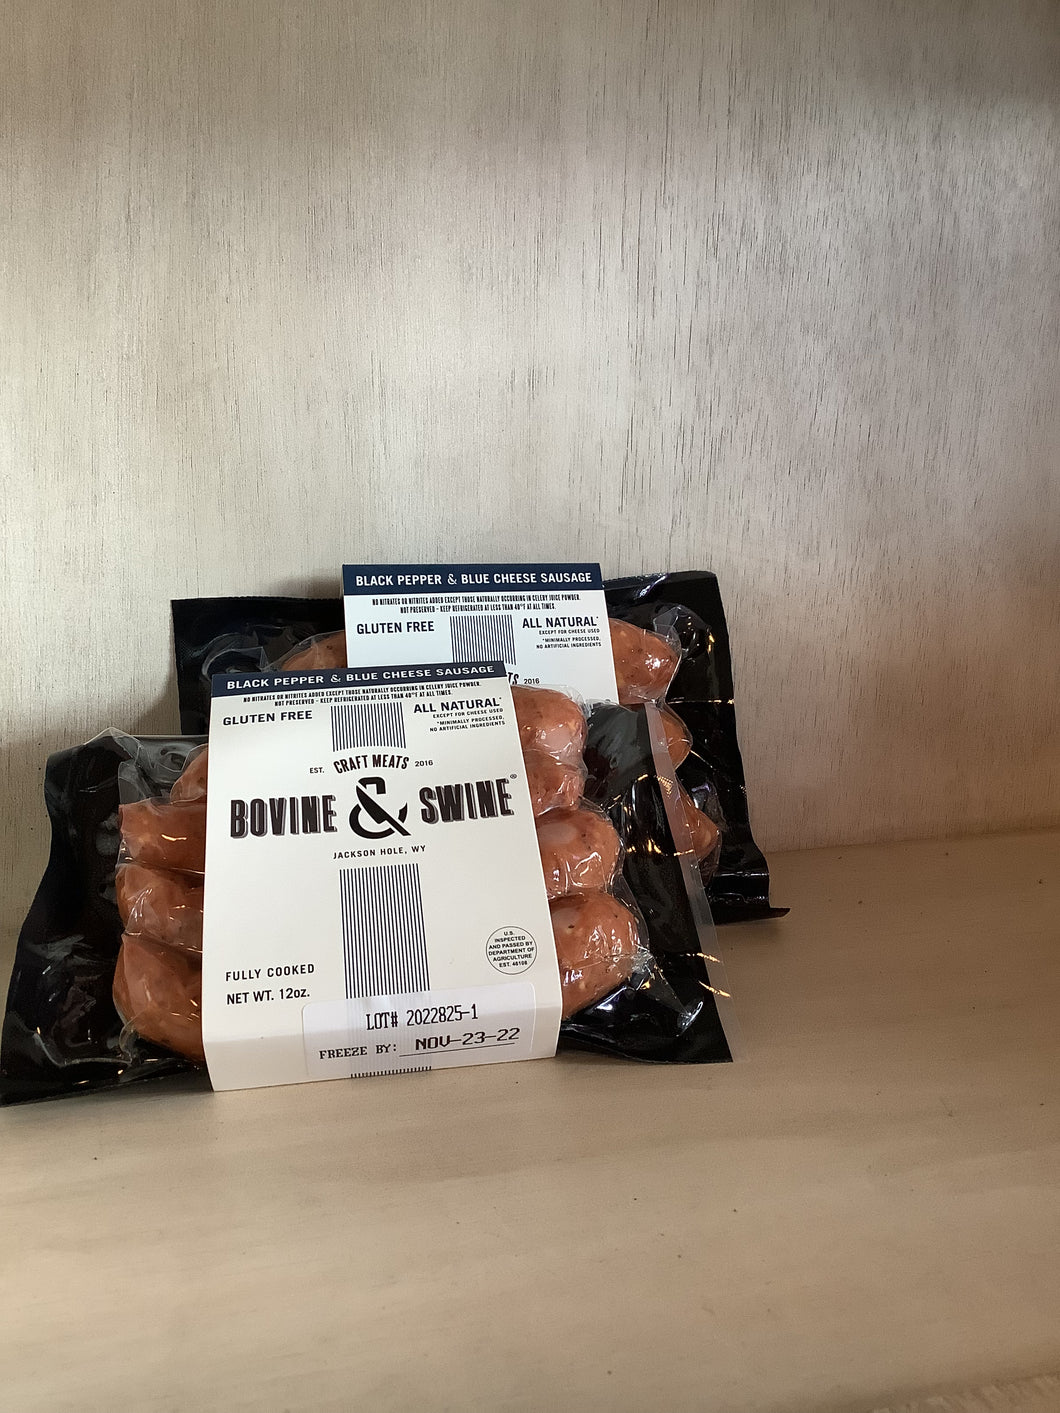 BLACK PEPPER & BLUE CHEESE SAUSAGE
NO NITRATES OR NITRITES ADDED EXCEPT THOSE NATURALLY OCCURRING IN CELERY JUICE POWDER.
NOT PRESERVED - KEEP REFRIGERATED AT LESS THAN 40°F AT ALL TIMES.
GLUTEN FREE
ALL NATURAL*
EXCEPT FOR CHEESE USED
*MINIMALLY PROCESSED,
NO ARTIFICIAL INGREDIENTS
TS 2016
BLACK PEPPER & BLUE CHEESE SAUSAGE
NO NITRATES OR NITRITES ADDED EXCEPT THOSE NATURALLY OCCURRING IN CELERY JUICE POWDER.
NOT PRESERVED - KEEP REFRIGERATED AT LESS THAN 40°F AT ALL TIMES.
GLUTEN FREE
ALL NATURAL*
EXCEPT FOR CHEESE USED
*MINIMALLY PROCESSED,
NO ARTIFICIAL INGREDIENTS
EST. CRAFT MEATS 2016
BOVINE & SWINE®
JACKSON HOLE, WY
U.S.
INSPECTED
AND PASSED BY
DEPARTMENT OF
AGRICULTURE
EST. 46108
FULLY COOKED
NET WT. 12oz.
LOT# 2022825-1
FREEZE BY: NOV-23-22